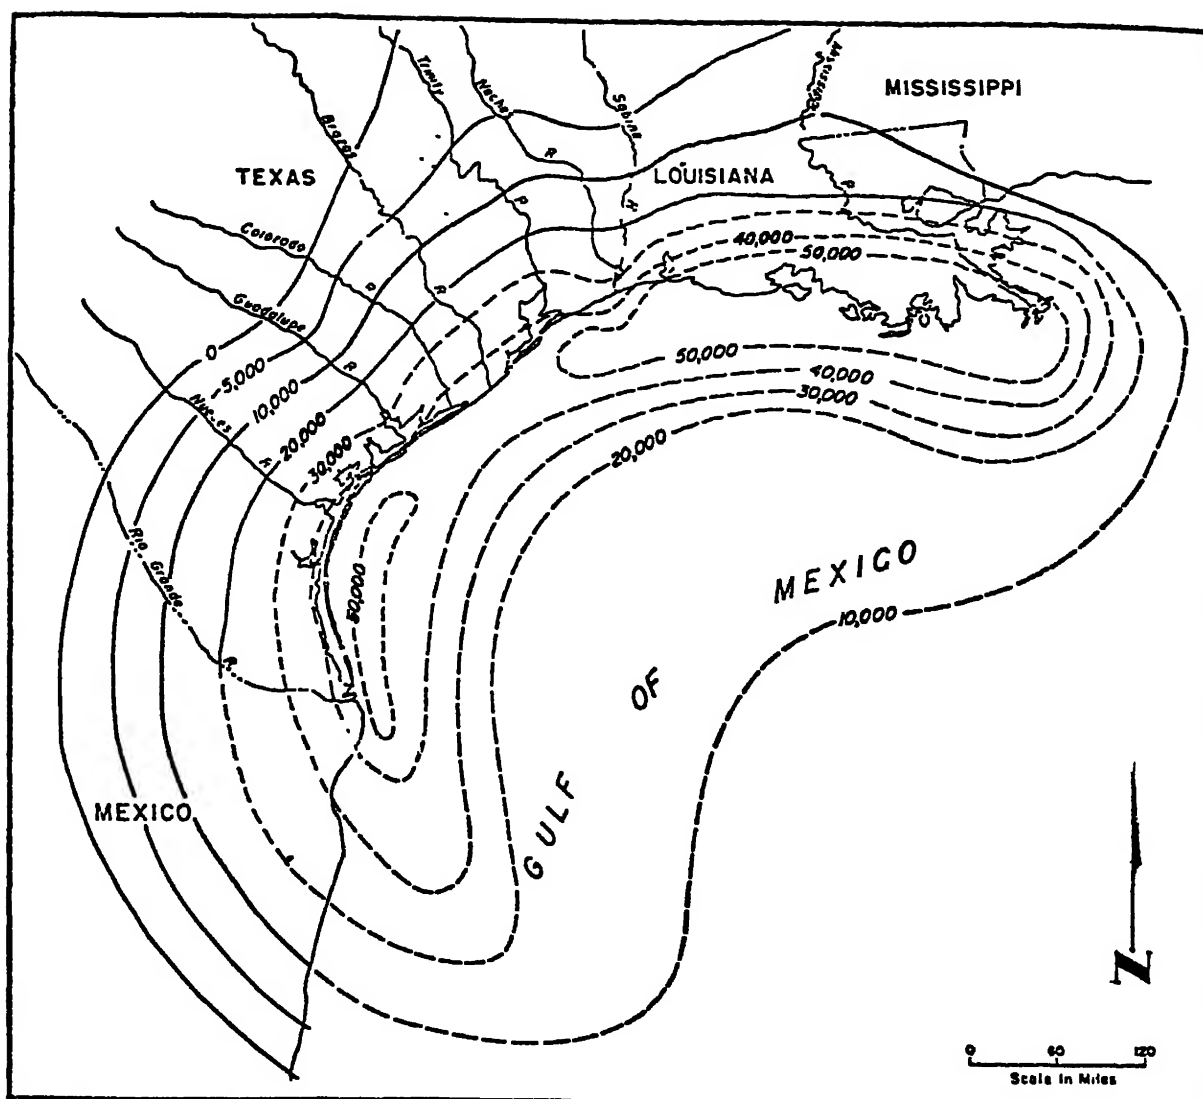 MISSISSIPPI
Mississippi
Trinity
Neches
Sabine
Brazos
R
TEXAS
LOUISIANA
R
R
R
Colorado
40,000
50,000
R
R
Guadalupe
0
5,000
R
50,000
40,000
30,000
10,000
Nueces
20,000
20,000
30,000
R
Rio Grande
MEXICO
50,000
10,000
R
OF
MEXICO
GULF
N
0 60 120
Scale In Miles